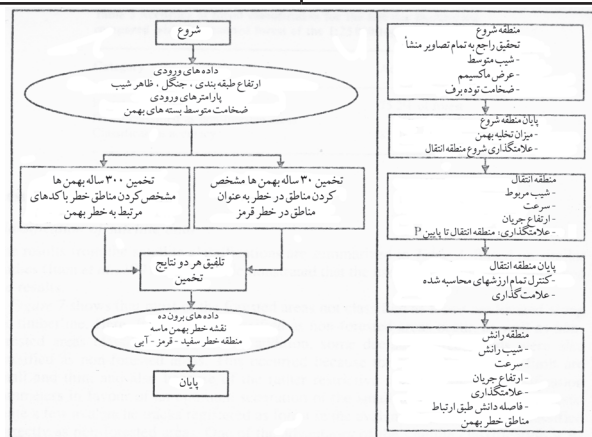 شروع
داده های ورودی
ارتفاع طبقه بندی ، جنگل ، ظاهر شیب
پارامترهای ورودی
ضخامت متوسط بسته های بهمن
تخمین ۳۰ ساله بهمن ها مشخص
کردن مناطق در خطر به عنوان
مناطق در خطر قرمز
تخمین ۳۰۰ ساله بهمن ها
مشخص کردن مناطق خطر با کدهای
مرتبط به خطر بهمن
تلفیق هر دو نتایج
تخمین
داده های برون ده
نقشه خطر بهمن ماسه
منطقه خطر سفید - قرمز - آبی
پایان
منطقه شروع
تحقیق راجع به تمام تصاویر منشأ
- شیب متوسط
- عرض ماکسیمم
- ضخامت توده برف
پایان منطقه شروع
- میزان تخلیه بهمن
- علامتگذاری شروع منطقه انتقال
منطقه انتقال
- شیب مربوط
- سرعت
- ارتفاع جریان
- علامتگذاری: منطقه انتقال تا پایین P
پایان منطقه انتقال
- کنترل تمام ارزشهای محاسبه شده
- علامت گذاری
منطقه رانش
- شیب رانش
- سرعت
- ارتفاع جریان
- علامتگذاری
- فاصله دانش طبق ارتباط
مناطق خطر بهمن